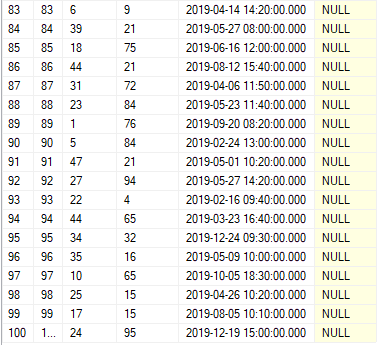 83 83 6 9 2019-04-14 14:20:00.000 NULL
84 84 39 21 2019-05-27 08:00:00.000 NULL
85 85 18 75 2019-06-16 12:00:00.000 NULL
86 86 44 21 2019-08-12 15:40:00.000 NULL
87 87 31 72 2019-04-06 11:50:00.000 NULL
88 88 23 84 2019-05-23 11:40:00.000 NULL
89 89 1 76 2019-09-20 08:20:00.000 NULL
90 90 5 84 2019-02-24 13:00:00.000 NULL
91 91 47 21 2019-05-01 10:20:00.000 NULL
92 92 27 94 2019-05-27 14:20:00.000 NULL
93 93 22 4 2019-02-16 09:40:00.000 NULL
94 94 44 65 2019-03-23 16:40:00.000 NULL
95 95 34 32 2019-12-24 09:30:00.000 NULL
96 96 35 16 2019-05-09 10:00:00.000 NULL
97 97 10 65 2019-10-05 18:30:00.000 NULL
98 98 25 15 2019-04-26 10:20:00.000 NULL
99 99 17 15 2019-08-05 10:10:00.000 NULL
100 1... 24 95 2019-12-19 15:00:00.000 NULL